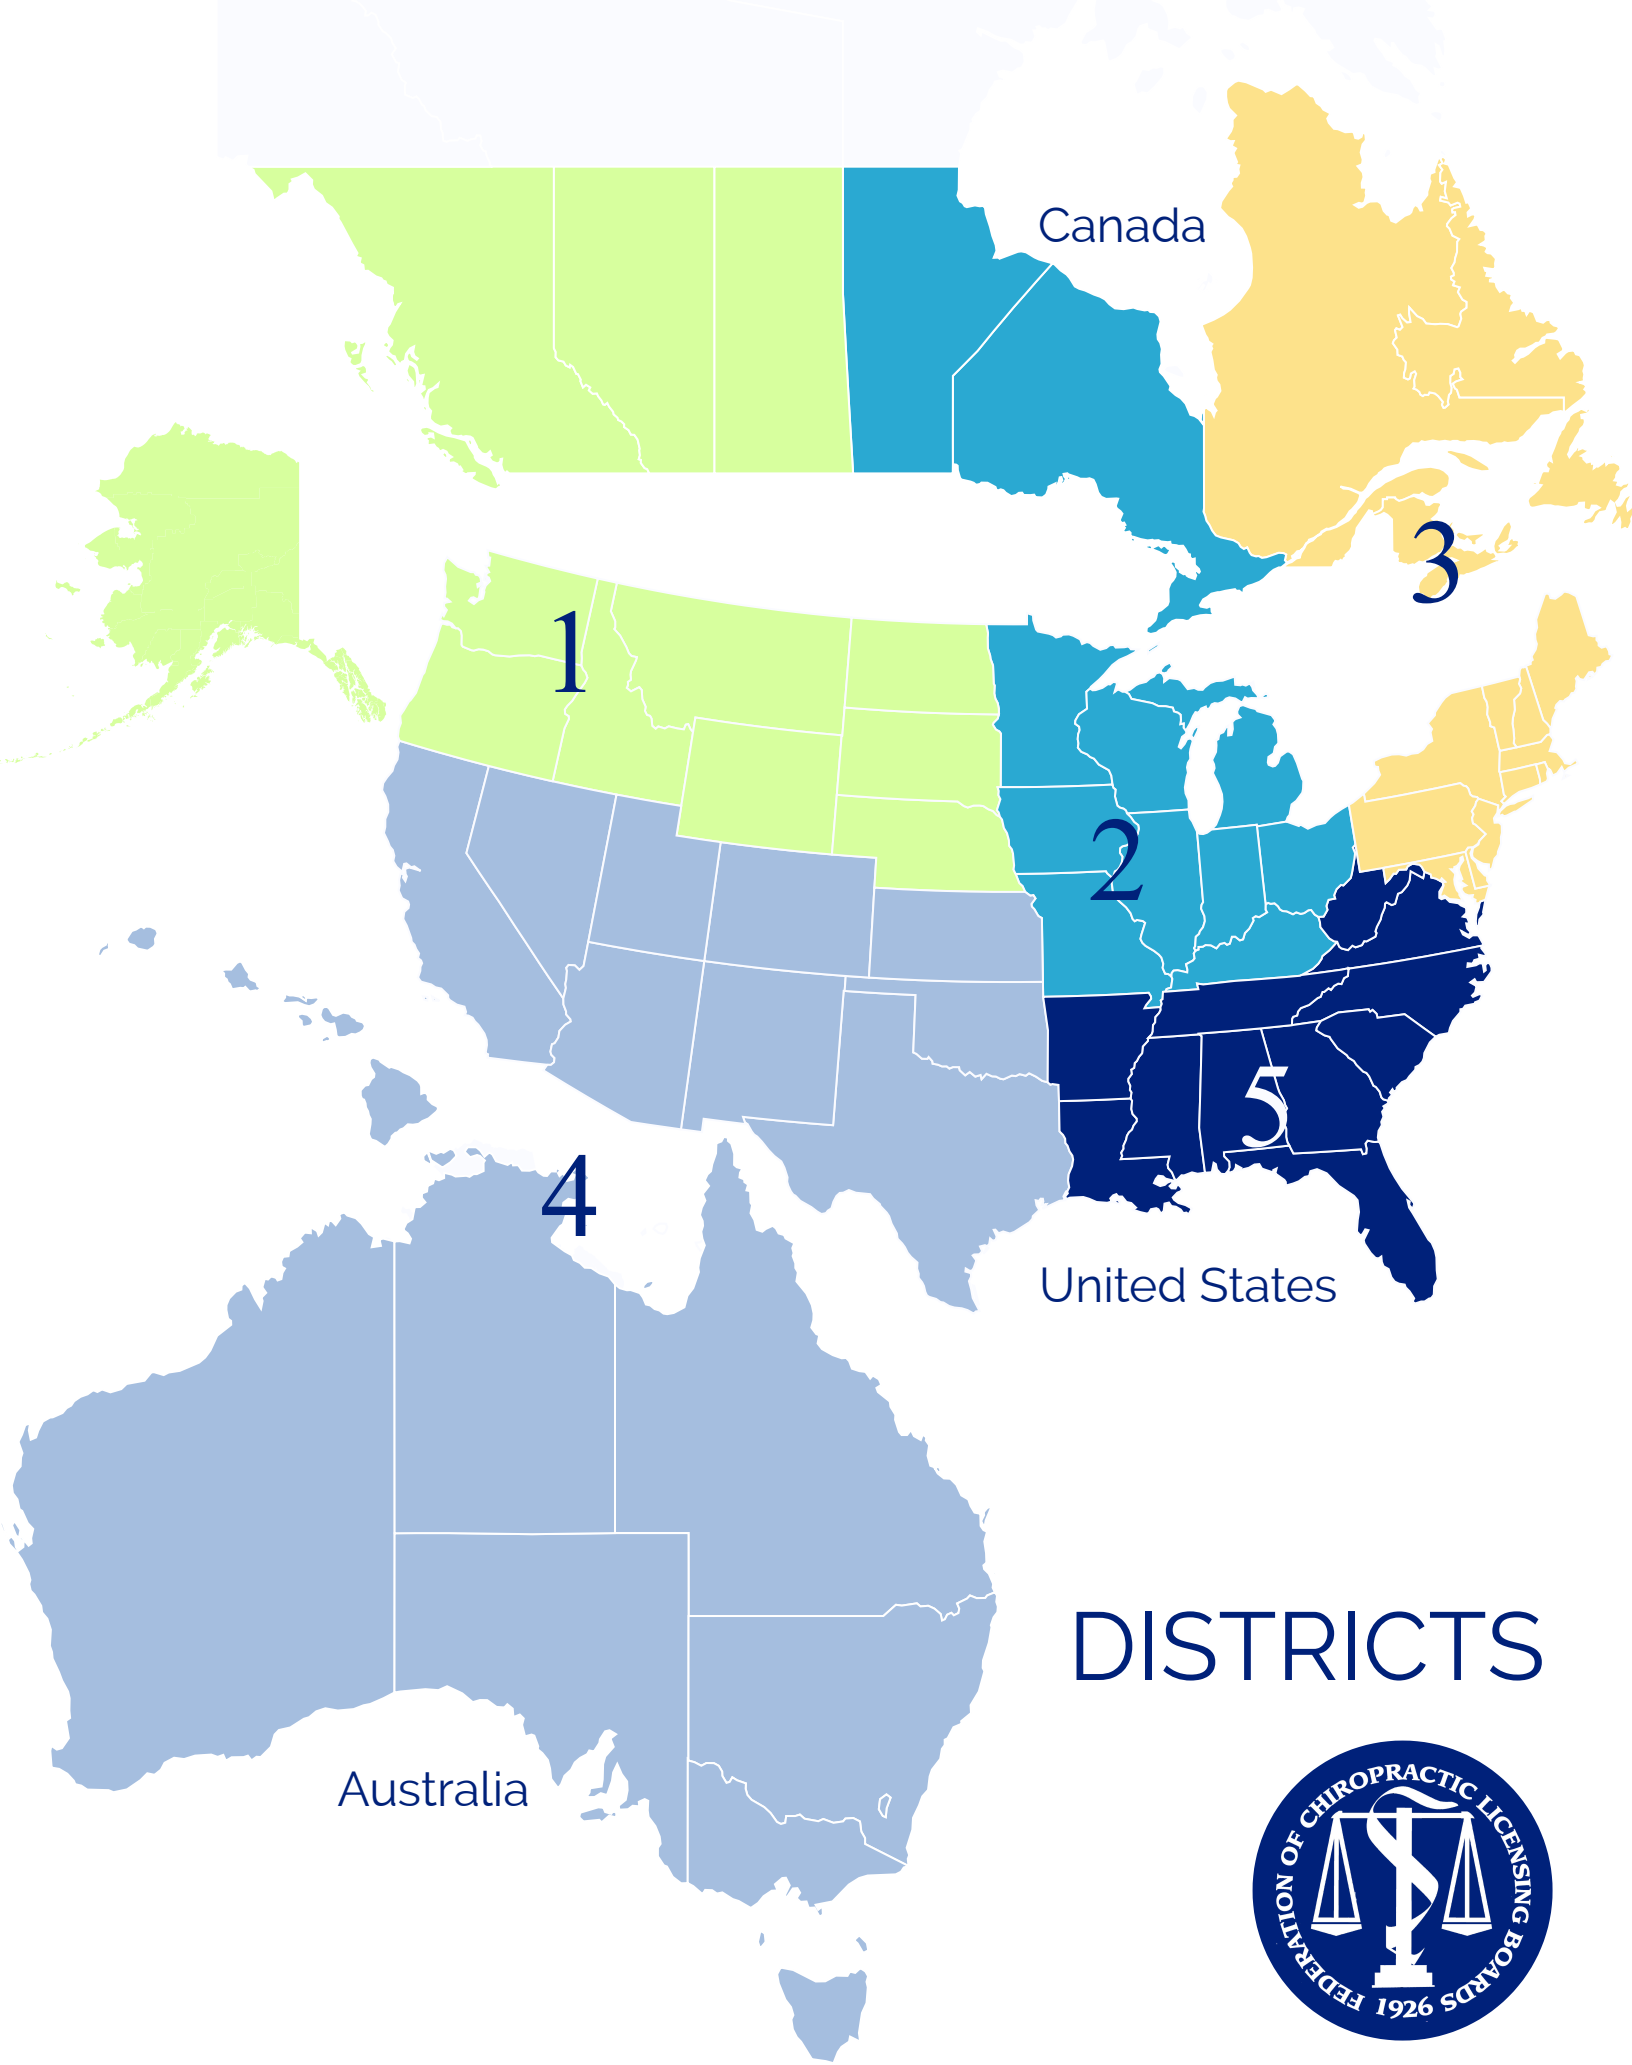 Canada
3
1
2
5
4
United States
DISTRICTS
Australia
FEDERATION OF CHIROPRACTIC LICENSING BOARDS
1926